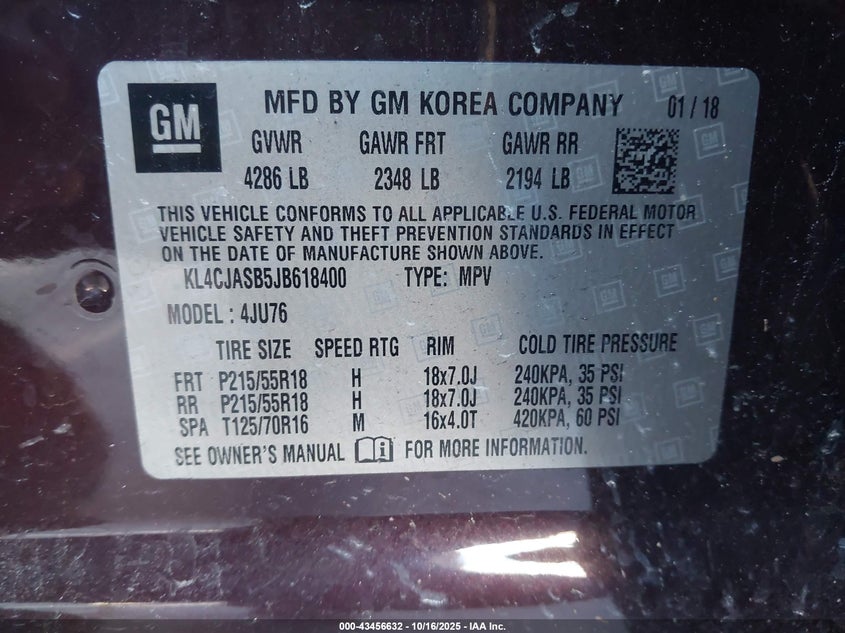 GM MFD BY GM KOREA COMPANY 01 / 18
GVWR GAWR FRT GAWR RR
4286 LB 2348 LB 2194 LB
THIS VEHICLE CONFORMS TO ALL APPLICABLE U.S. FEDERAL MOTOR
VEHICLE SAFETY AND THEFT PREVENTION STANDARDS IN EFFECT
ON THE DATE OF MANUFACTURE SHOWN ABOVE.
KL4CJASB5JB618400 TYPE: MPV
MODEL : 4JU76
TIRE SIZE SPEED RTG RIM COLD TIRE PRESSURE
FRT P215/55R18 H 18x7.0J 240KPA, 35 PSI
RR P215/55R18 H 18x7.0J 240KPA, 35 PSI
SPA T125/70R16 M 16x4.0T 420KPA, 60 PSI
SEE OWNER'S MANUAL FOR MORE INFORMATION.
000-43456632 - 10/16/2025 - IAA Inc.